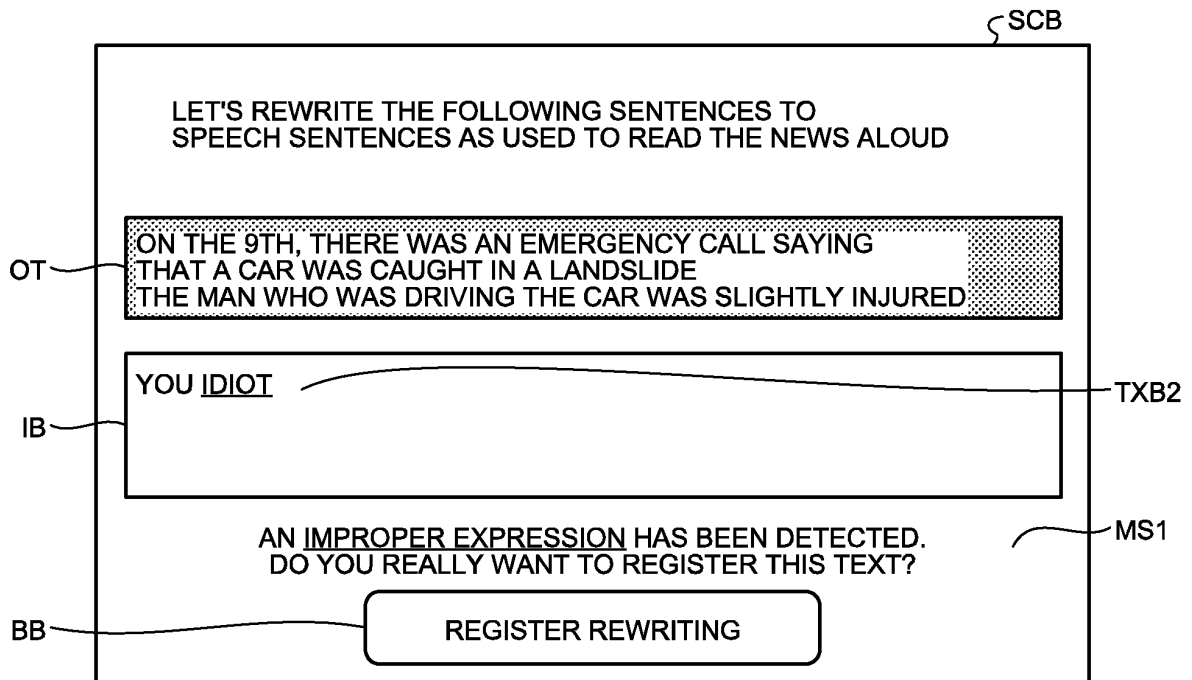 SCB
LET'S REWRITE THE FOLLOWING SENTENCES TO
SPEECH SENTENCES AS USED TO READ THE NEWS ALOUD
ON THE 9TH, THERE WAS AN EMERGENCY CALL SAYING
OT
THAT A CAR WAS CAUGHT IN A LANDSLIDE
THE MAN WHO WAS DRIVING THE CAR WAS SLIGHTLY INJURED
YOU IDIOT
TXB2
IB
AN IMPROPER EXPRESSION HAS BEEN DETECTED.
MS1
DO YOU REALLY WANT TO REGISTER THIS TEXT?
BB
REGISTER REWRITING